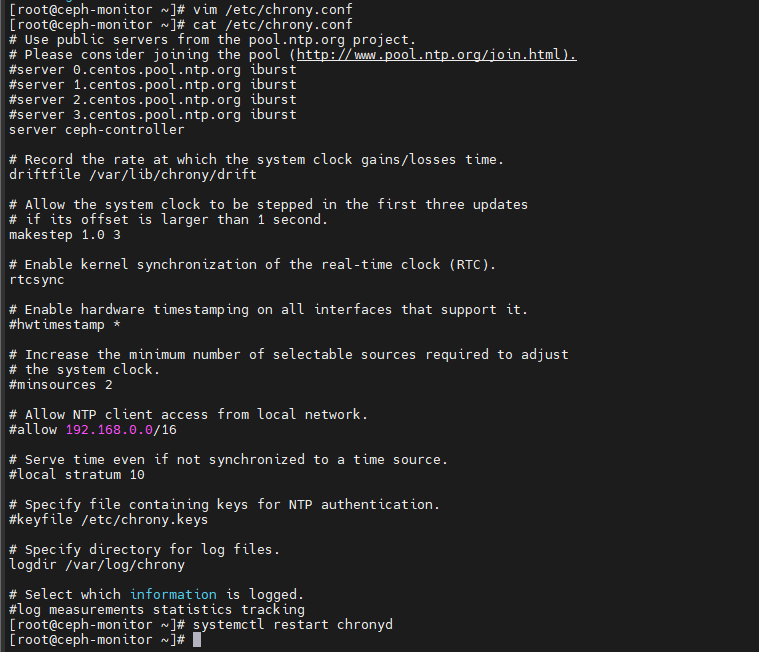 [root@ceph-monitor ~]# vim /etc/chrony.conf
[root@ceph-monitor ~]# cat /etc/chrony.conf
# Use public servers from the pool.ntp.org project.
# Please consider joining the pool (http://www.pool.ntp.org/join.html).
#server 0.centos.pool.ntp.org iburst
#server 1.centos.pool.ntp.org iburst
#server 2.centos.pool.ntp.org iburst
#server 3.centos.pool.ntp.org iburst
server ceph-controller

# Record the rate at which the system clock gains/losses time.
driftfile /var/lib/chrony/drift

# Allow the system clock to be stepped in the first three updates
# if its offset is larger than 1 second.
makestep 1.0 3

# Enable kernel synchronization of the real-time clock (RTC).
rtcsync

# Enable hardware timestamping on all interfaces that support it.
#hwtimestamp *

# Increase the minimum number of selectable sources required to adjust
# the system clock.
#minsources 2

# Allow NTP client access from local network.
#allow 192.168.0.0/16

# Serve time even if not synchronized to a time source.
#local stratum 10

# Specify file containing keys for NTP authentication.
#keyfile /etc/chrony.keys

# Specify directory for log files.
logdir /var/log/chrony

# Select which information is logged.
#log measurements statistics tracking
[root@ceph-monitor ~]# systemctl restart chronyd
[root@ceph-monitor ~]#